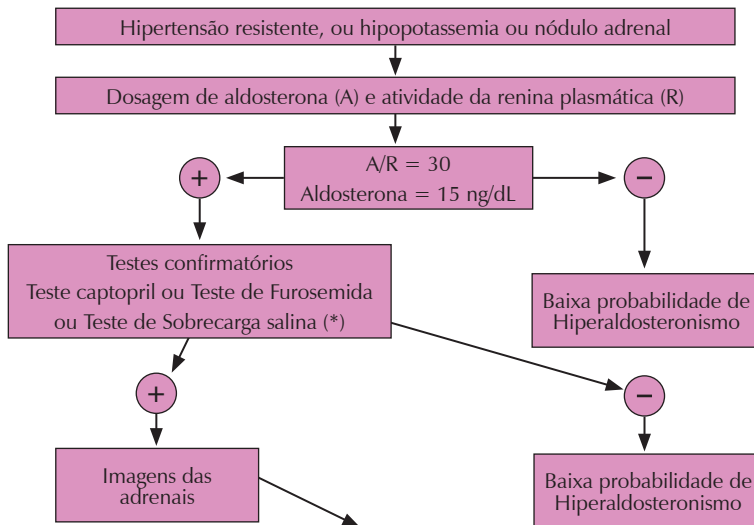 Hipertensão resistente, ou hipopotassemia ou nódulo adrenal
Dosagem de aldosterona (A) e atividade da renina plasmática (R)
A/R = 30
Aldosterona = 15 ng/dL
+
−
Testes confirmatórios
Teste captopril ou Teste de Furosemida
ou Teste de Sobrecarga salina (*)
Baixa probabilidade de
Hiperaldosteronismo
+
−
Imagens das
adrenais
Baixa probabilidade de
Hiperaldosteronismo